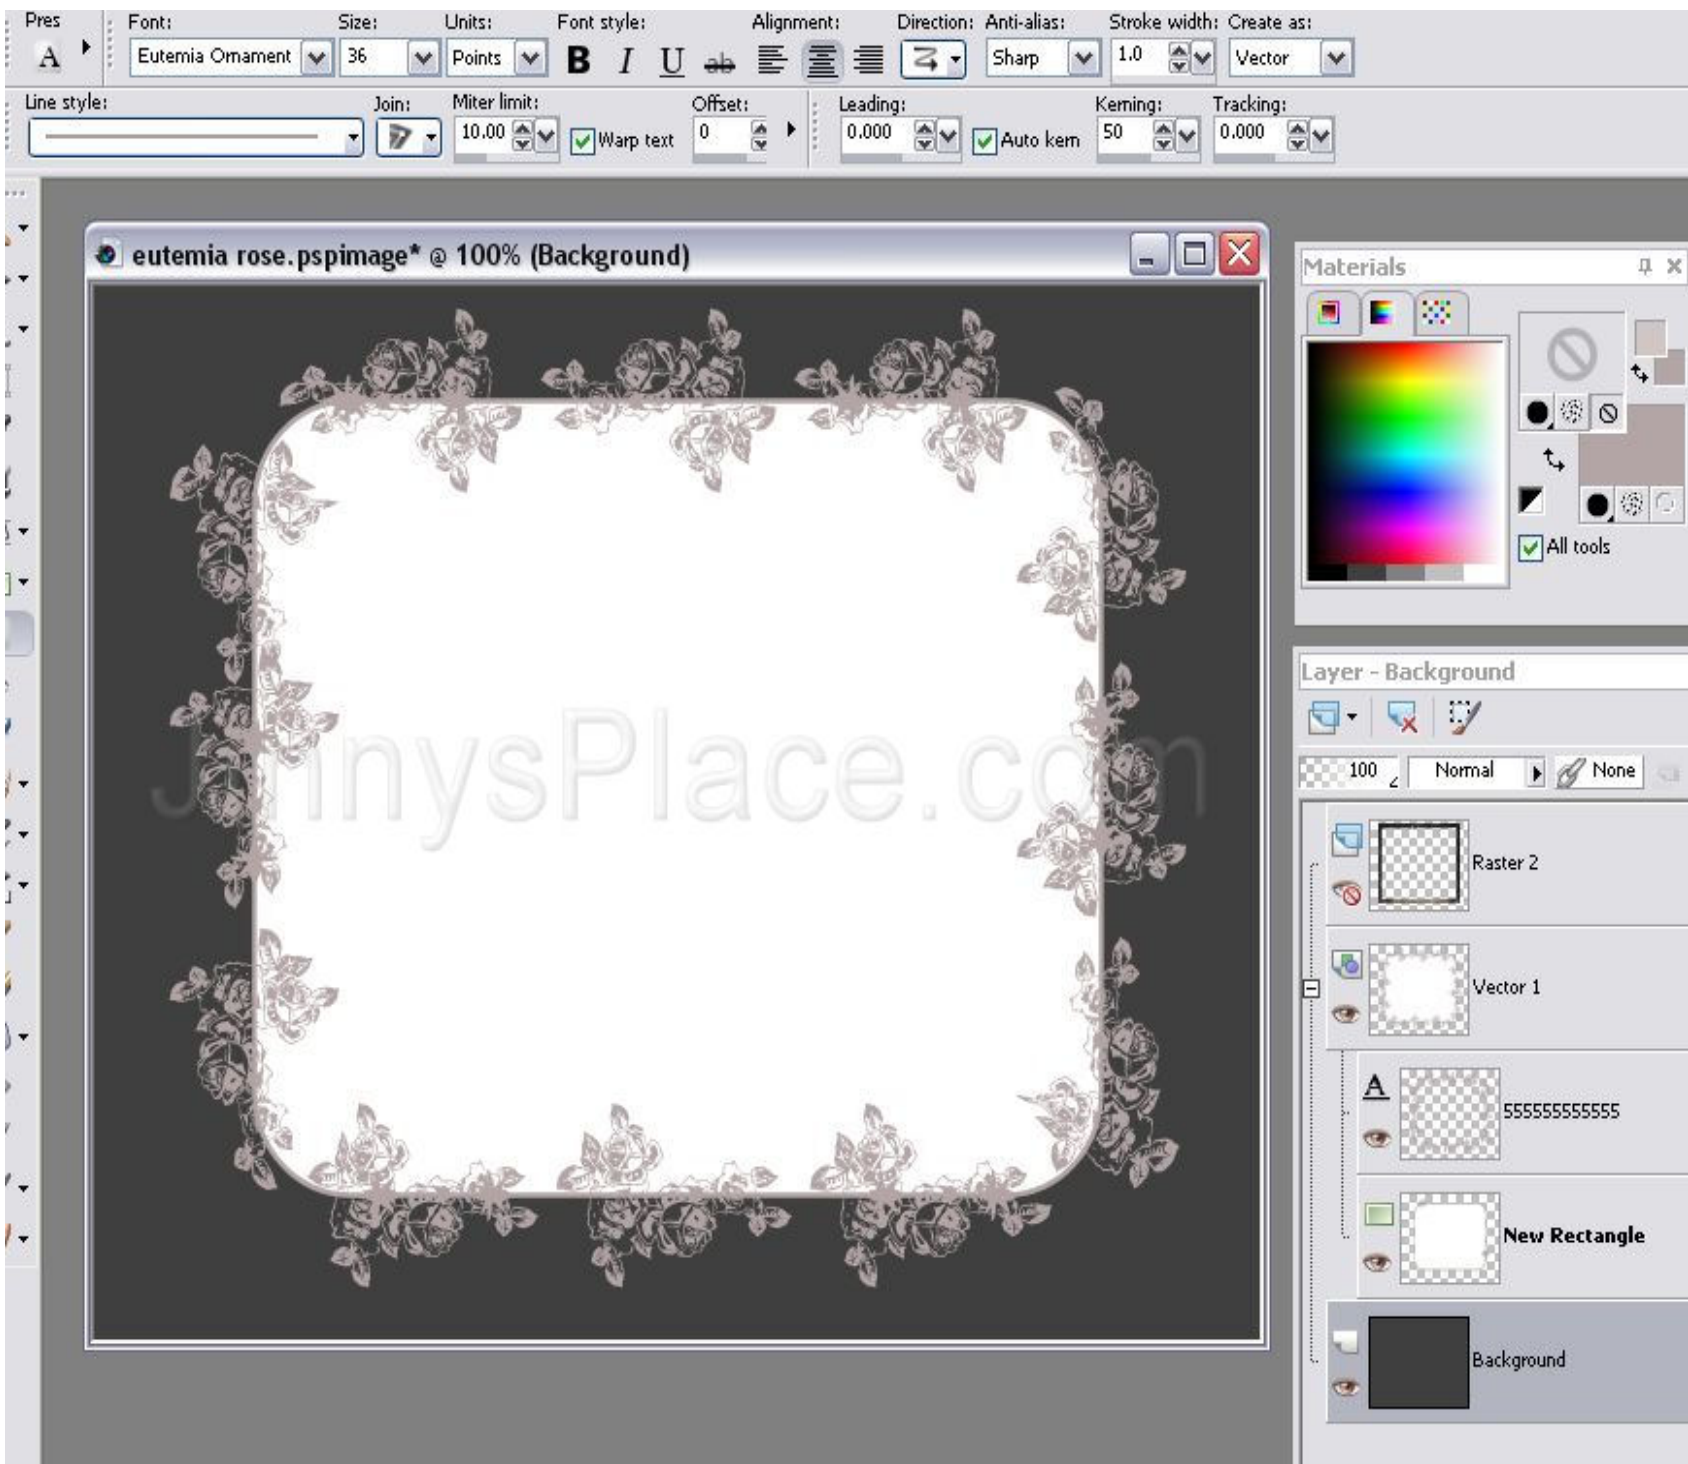 Pres Font: Size: Units: Font style: Alignment: Direction: Anti-alias: Stroke width: Create as:
A Eutemia Ornament 36 Points B I U ab Sharp 1.0 Vector
Line style: Join: Miter limit: Offset: Leading: Kerning: Tracking:
10.00 Warp text 0 0.000 Auto kern 50 0.000
eutemia rose.pspimage* @ 100% (Background)
Materials
All tools
JinnysPlace.com
Layer - Background
100 Normal None
Raster 2
Vector 1
A 555555555555
New Rectangle
Background